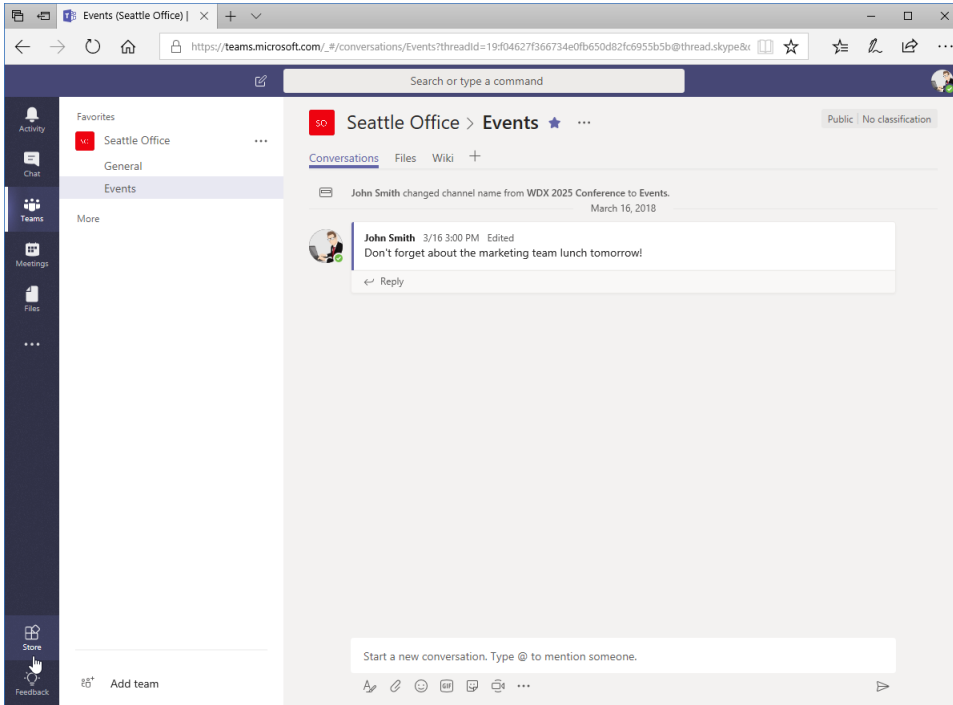 Events (Seattle Office) |
https://teams.microsoft.com/_#/conversations/Events?threadId=19:f04627f366734e0fb650d82fc6955b5b@thread.skype&c
Search or type a command
Activity
Chat
Teams
Meetings
Files
Store
Feedback
Favorites
SO
Seattle Office
General
Events
More
Add team
SO
Seattle Office > Events
Public | No classification
Conversations Files Wiki
John Smith changed channel name from WDX 2025 Conference to Events.
March 16, 2018
John Smith 3/16 3:00 PM Edited
Don't forget about the marketing team lunch tomorrow!
Reply
Start a new conversation. Type @ to mention someone.
GIF